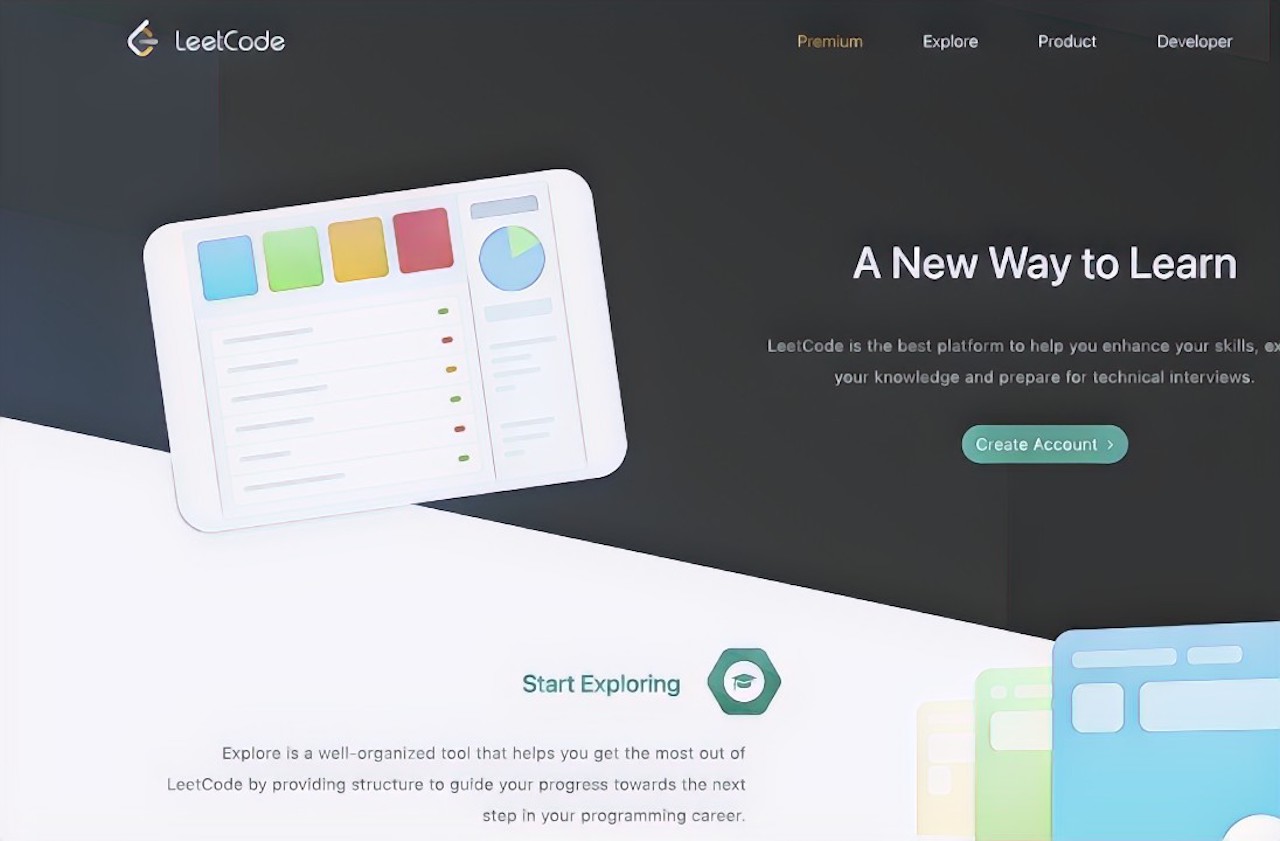 LeetCode
Premium Explore Product Developer
A New Way to Learn
LeetCode is the best platform to help you enhance your skills,
your knowledge and prepare for technical interviews.
Create Account >
Start Exploring
Explore is a well-organized tool that helps you get the most out of
LeetCode by providing structure to guide your progress towards the next
step in your programming career.